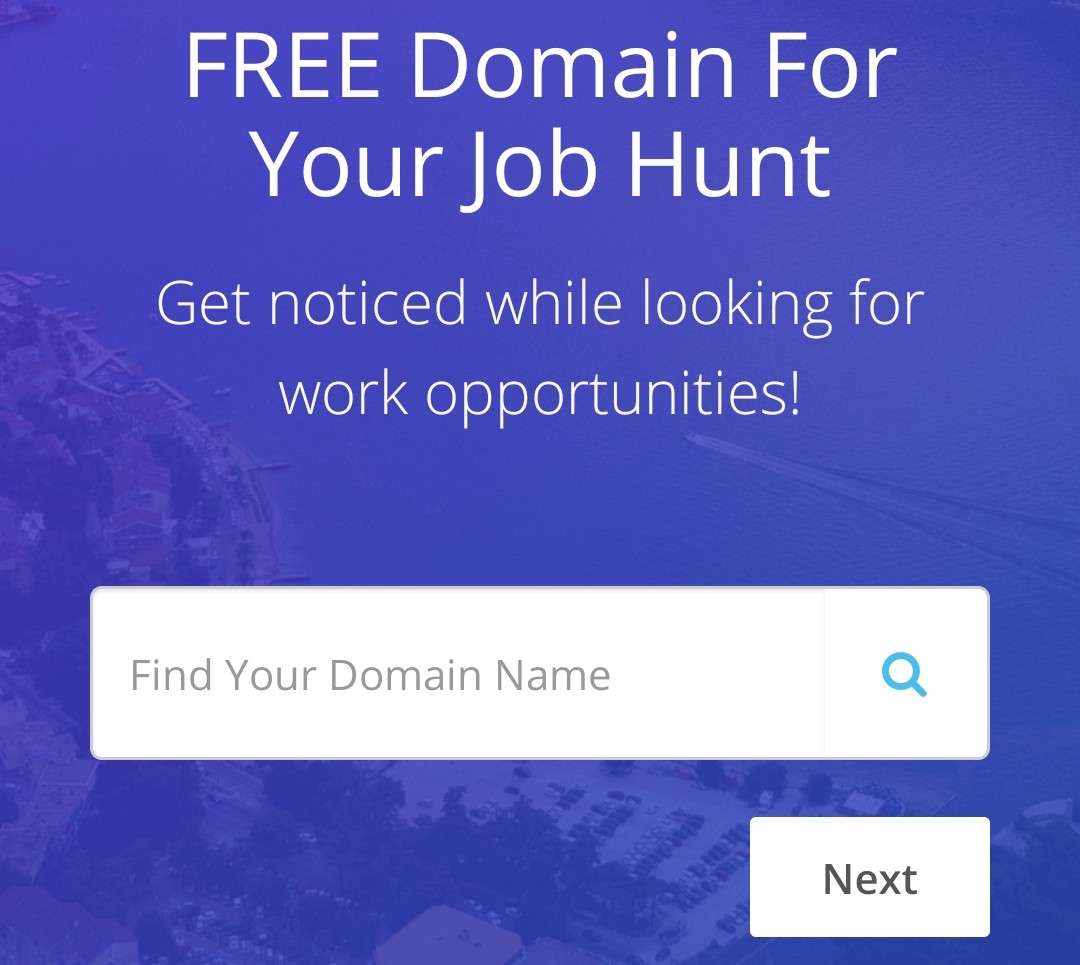 FREE Domain For
Your Job Hunt
Get noticed while looking for
work opportunities!
Find Your Domain Name
Next